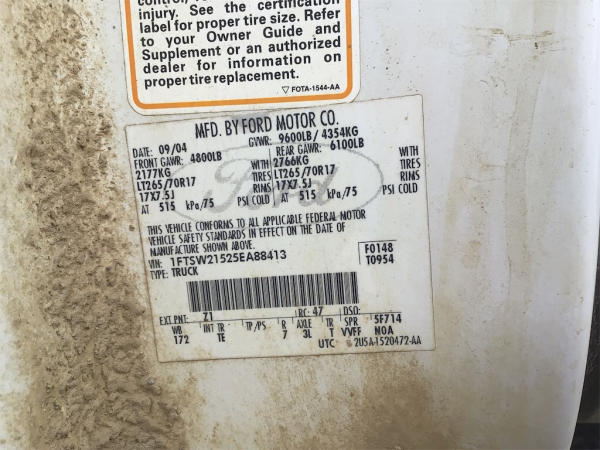 control,
injury. See the certification
label for proper tire size. Refer
to your Owner Guide and
Supplement or an authorized
dealer for information on
proper tire replacement.
▽ FOTA-1544-AA
MFD. BY FORD MOTOR CO.
DATE: 09/04 GVWR: 9600LB/ 4354KG
FRONT GAWR: 4800LB REAR GAWR: 6100LB
2177KG WITH 2766KG WITH
LT265/70R17 TIRES LT265/70R17 TIRES
17X7.5J RIMS 17X7.5J RIMS
AT 515 kPa/75 PSI COLD AT 515 kPa/75 PSI COLD
Ford
THIS VEHICLE CONFORMS TO ALL APPLICABLE FEDERAL MOTOR
VEHICLE SAFETY STANDARDS IN EFFECT ON THE DATE OF
MANUFACTURE SHOWN ABOVE.
VIN: 1FTSW21525EA88413 F0148
TYPE: TRUCK T0954
EXT PNT: Z1 RC: 47 DSO:
WB INT TR TP/PS R AXLE TR SPR 5F714
172 TE 7 3L T VVFF NOA
UTC 2U5A-1520472-AA